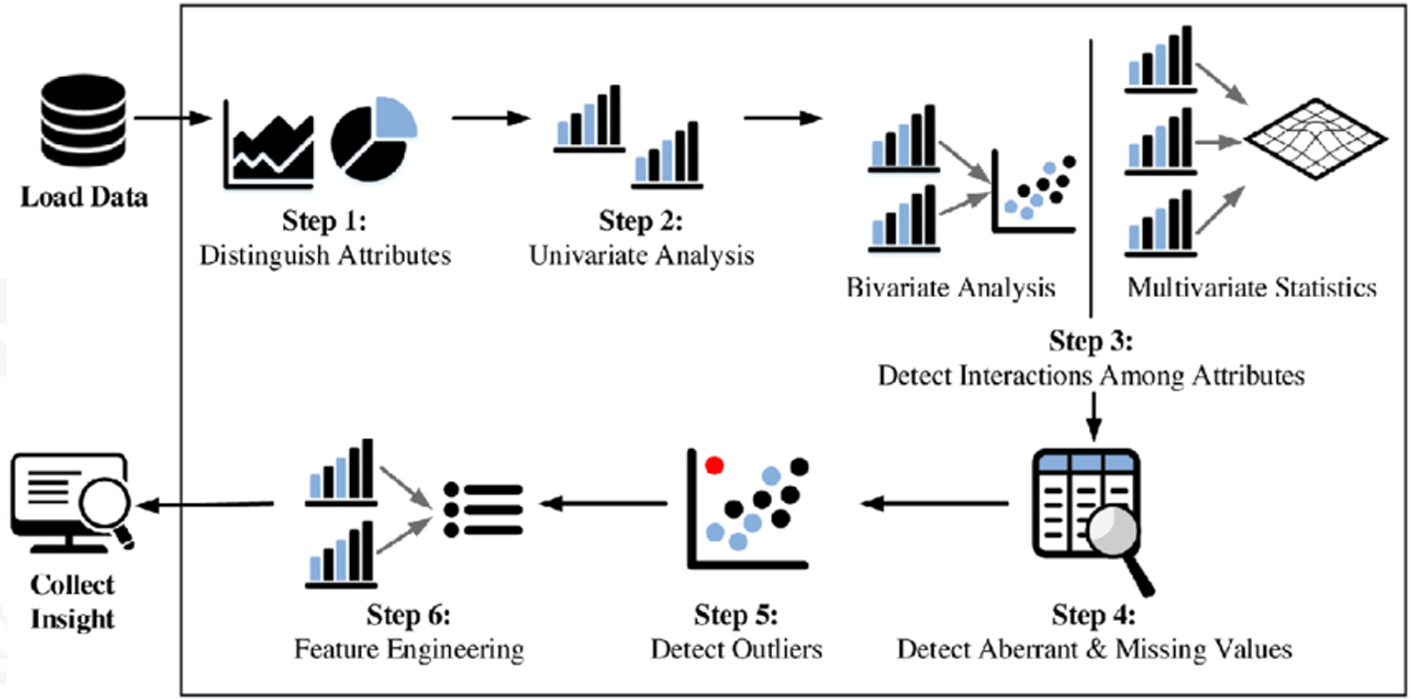 Load Data
Step 1:
Distinguish Attributes
Step 2:
Univariate Analysis
Bivariate Analysis
Multivariate Statistics
Step 3:
Detect Interactions Among Attributes
Step 4:
Detect Aberrant & Missing Values
Step 5:
Detect Outliers
Step 6:
Feature Engineering
Collect
Insight